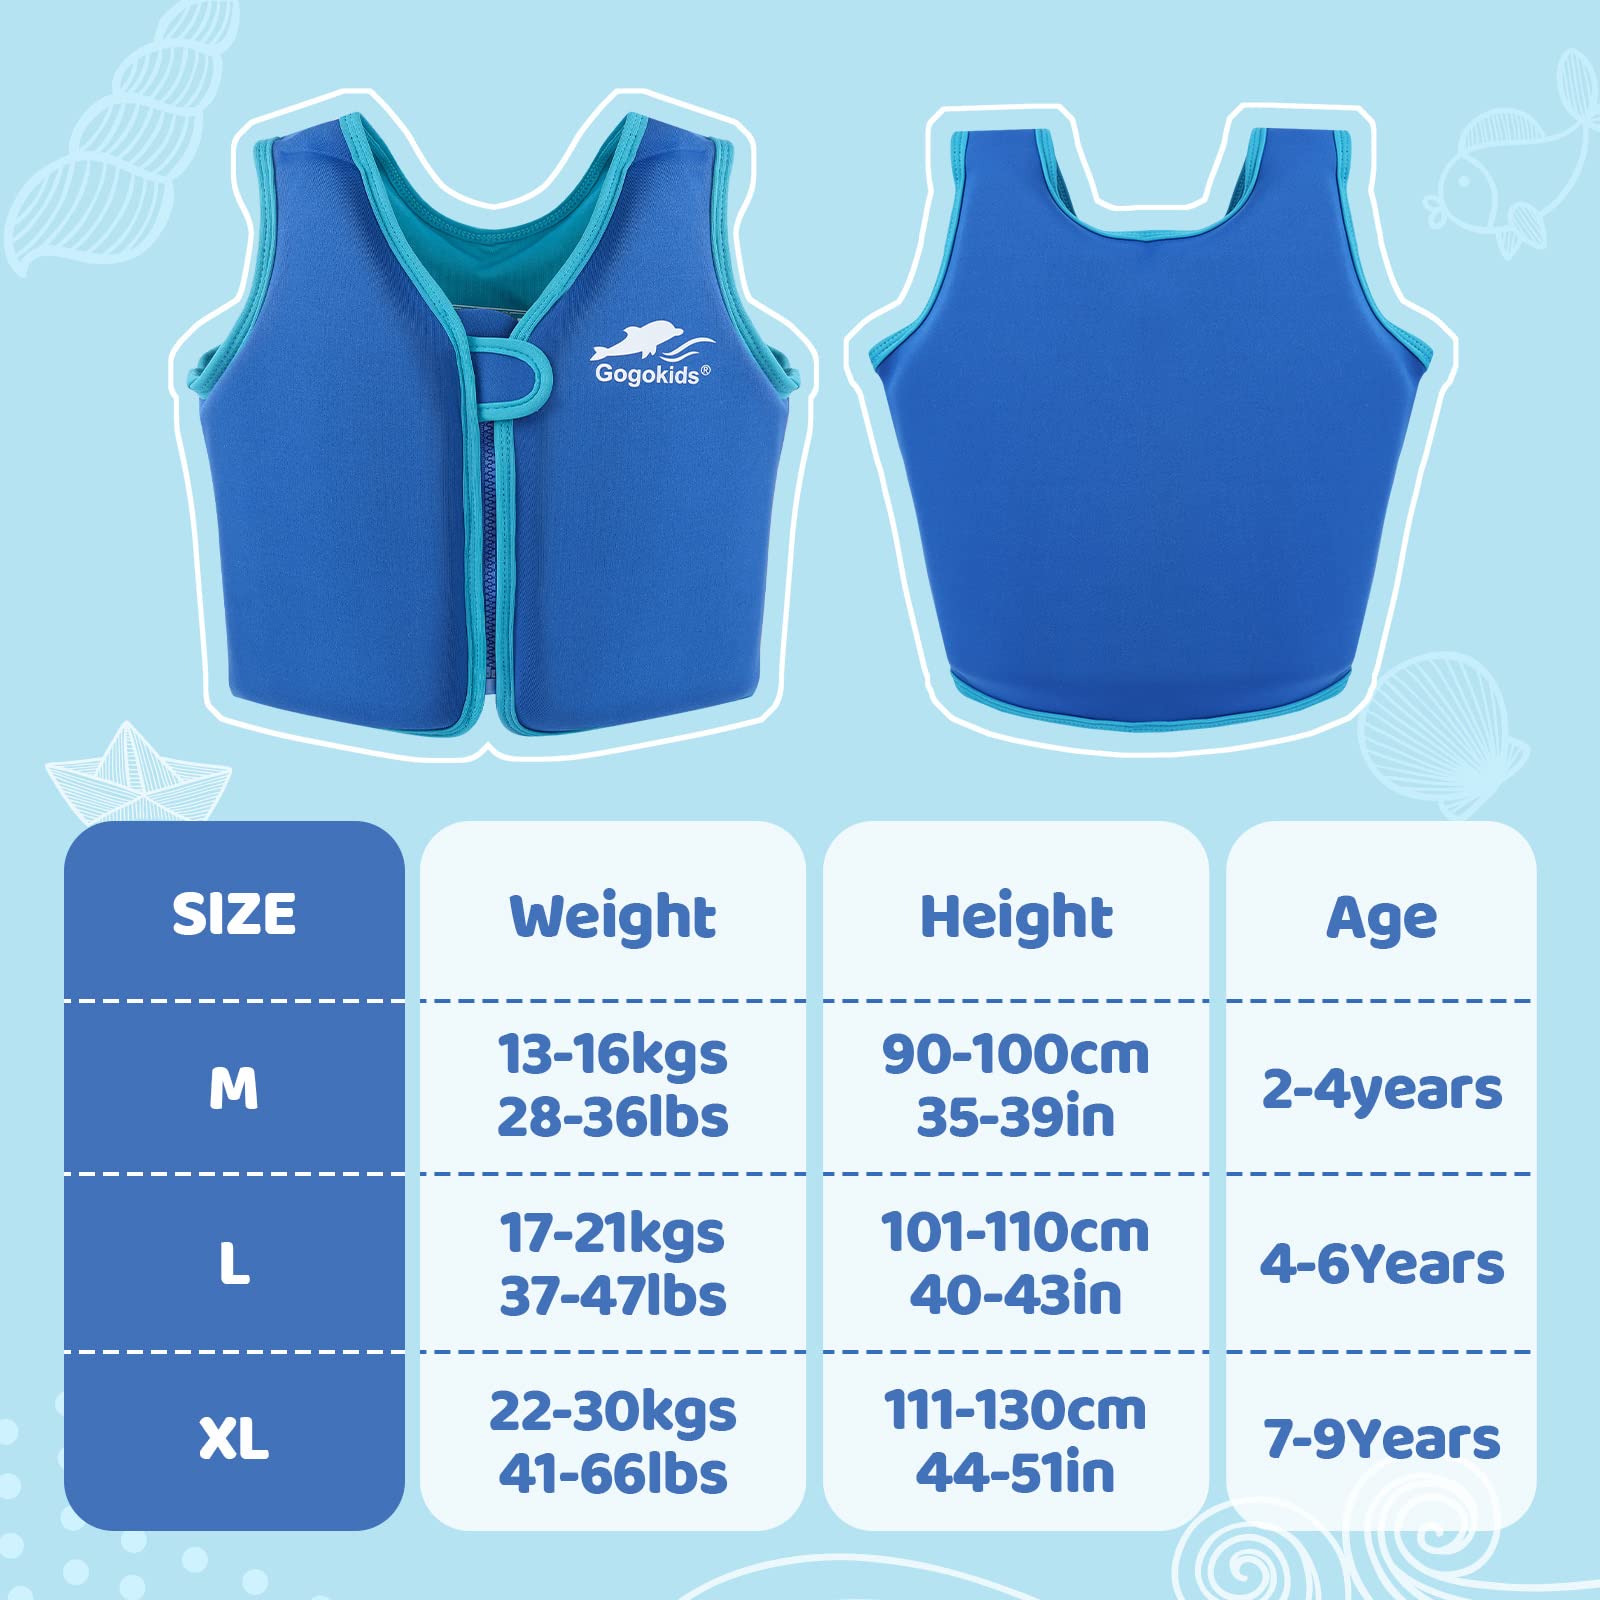 Gogokids®
SIZE Weight Height Age
M 13-16kgs 90-100cm 2-4years
28-36lbs 35-39in
L 17-21kgs 101-110cm 4-6Years
37-47lbs 40-43in
XL 22-30kgs 111-130cm 7-9Years
41-66lbs 44-51in